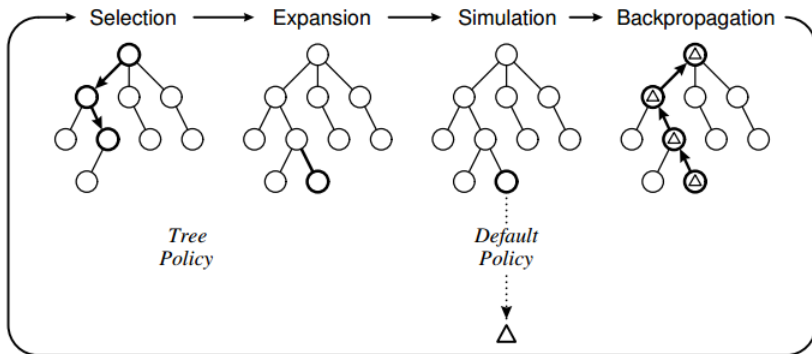 Selection Expansion Simulation Backpropagation
Tree
Policy
Default
Policy